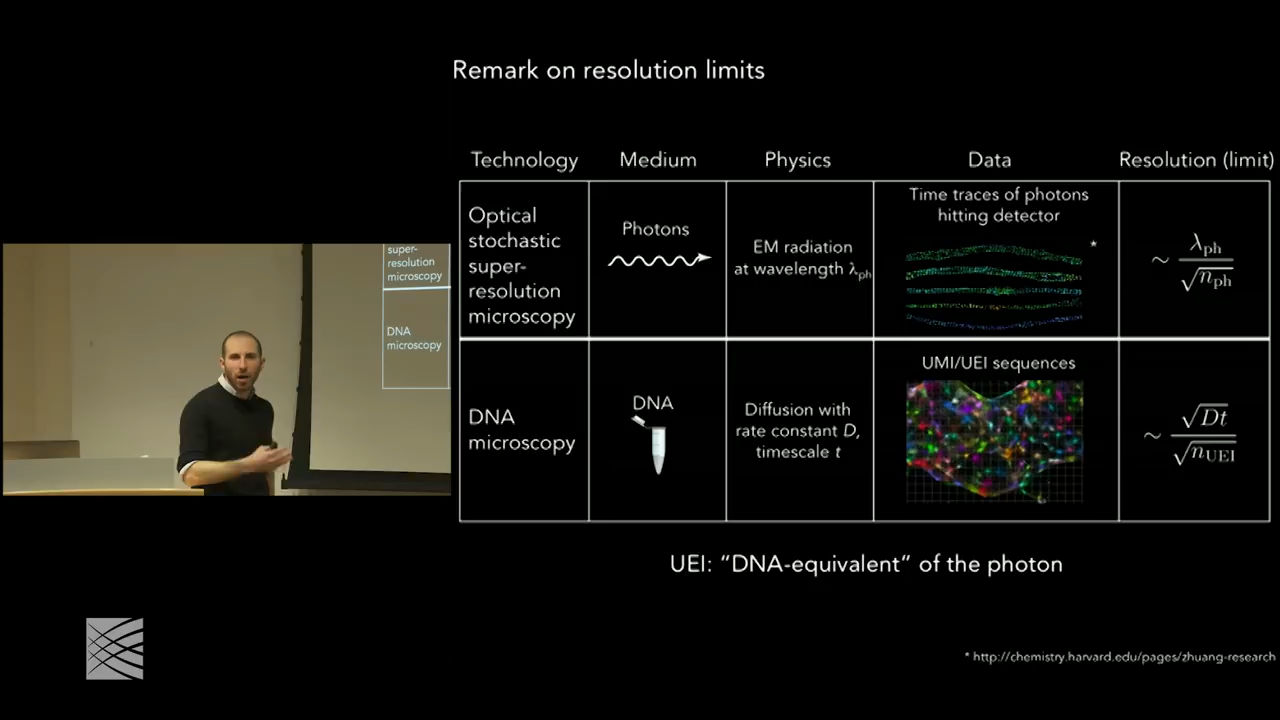 Remark on resolution limits
Technology Medium Physics Data Resolution (limit)
Optical
stochastic
super-
resolution
microscopy
Photons
EM radiation
at wavelength λ_ph
Time traces of photons
hitting detector
*
~ λ_ph / √n_ph
DNA
microscopy
DNA
Diffusion with
rate constant D,
timescale t
UMI/UEI sequences
~ √Dt / √n_UEI
UEI: “DNA-equivalent” of the photon
* http://chemistry.harvard.edu/pages/zhuang-research
super-
resolution
microscopy
DNA
microscopy